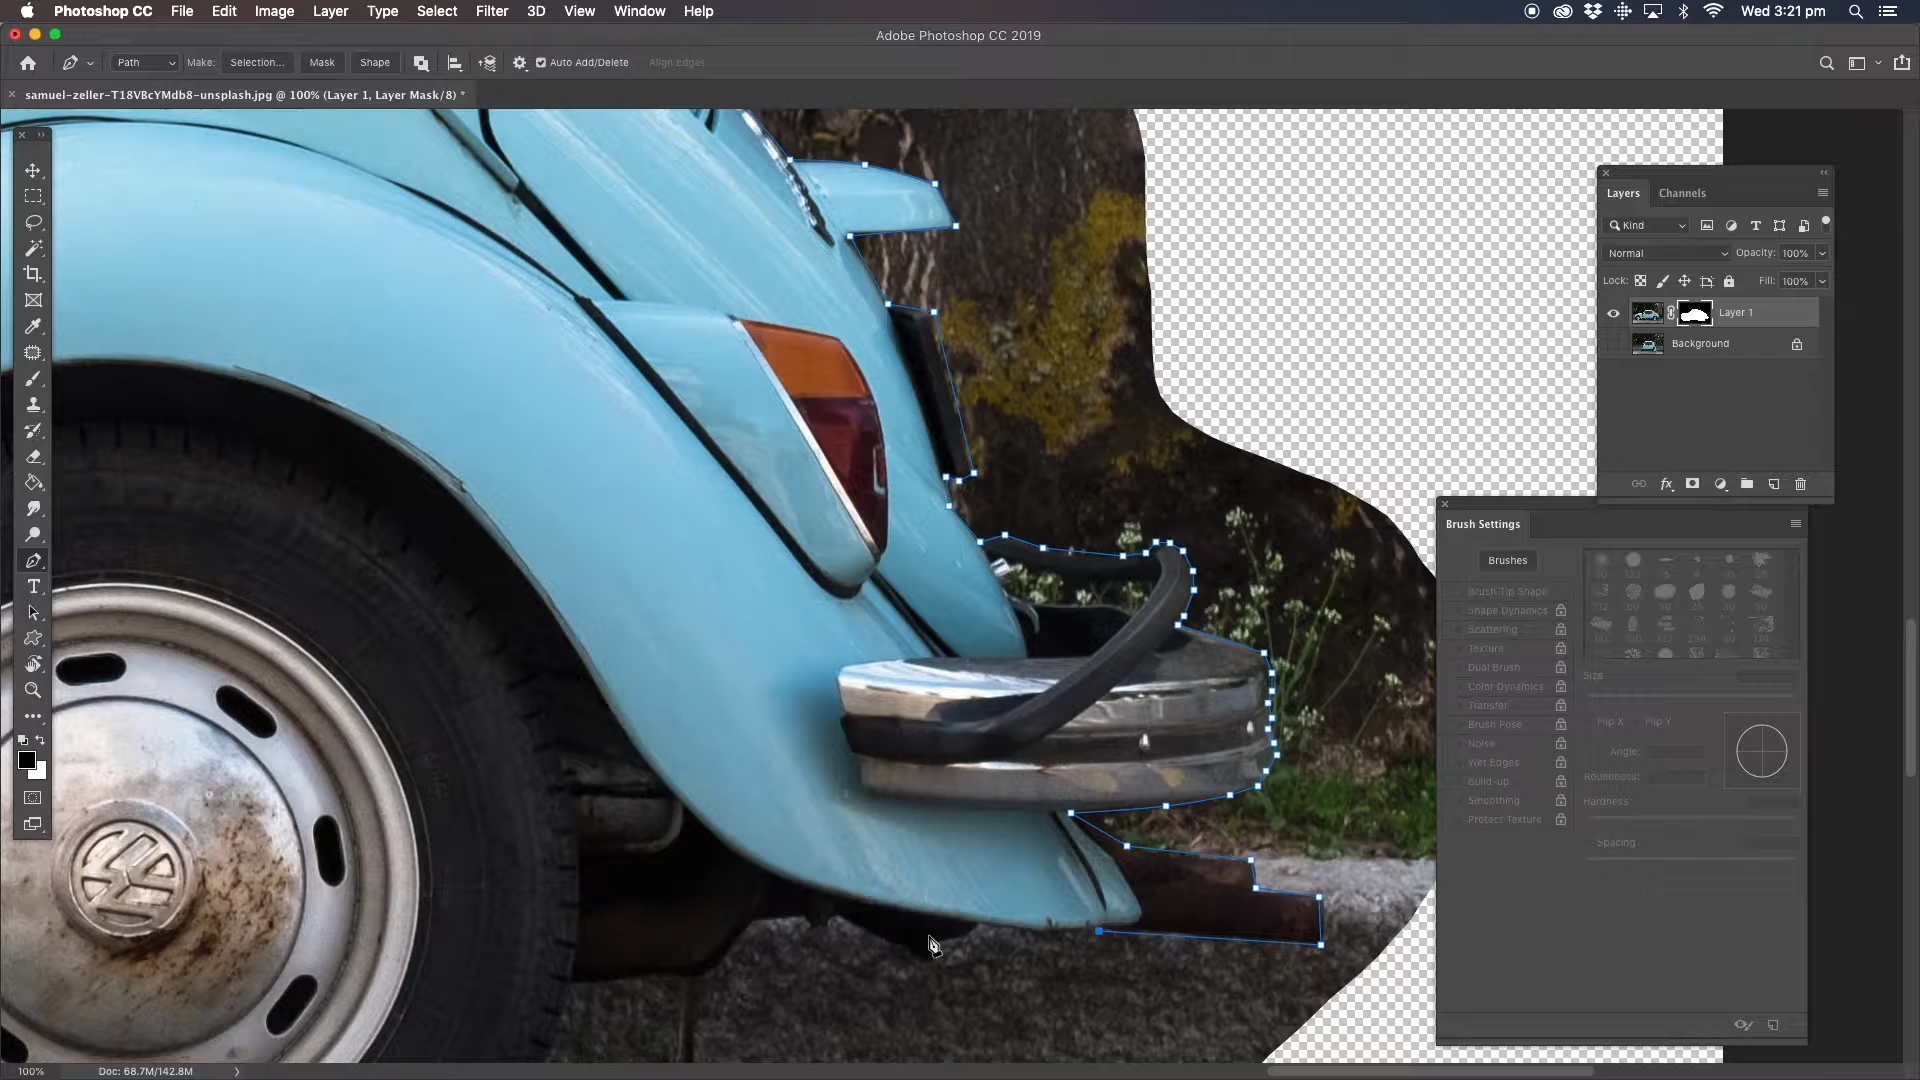 Photoshop CC File Edit Image Layer Type Select Filter 3D View Window Help Wed 3:21 pm
Adobe Photoshop CC 2019
Path Make: Selection... Mask Shape Auto Add/Delete Align Edges
samuel-zeller-T18VBcYMdb8-unsplash.jpg @ 100% (Layer 1, Layer Mask/8) *
Layers Channels
Kind
Normal Opacity: 100%
Lock: Fill: 100%
Layer 1
Background
fx
Brush Settings
Brushes
Brush Tip Shape
Shape Dynamics
Scattering
Texture
Dual Brush
Color Dynamics
Transfer
Brush Pose
Noise
Wet Edges
Build-up
Smoothing
Protect Texture
Size
Flip X Flip Y
Angle:
Roundness:
Hardness:
Spacing
100% Doc: 68.7M/142.8M